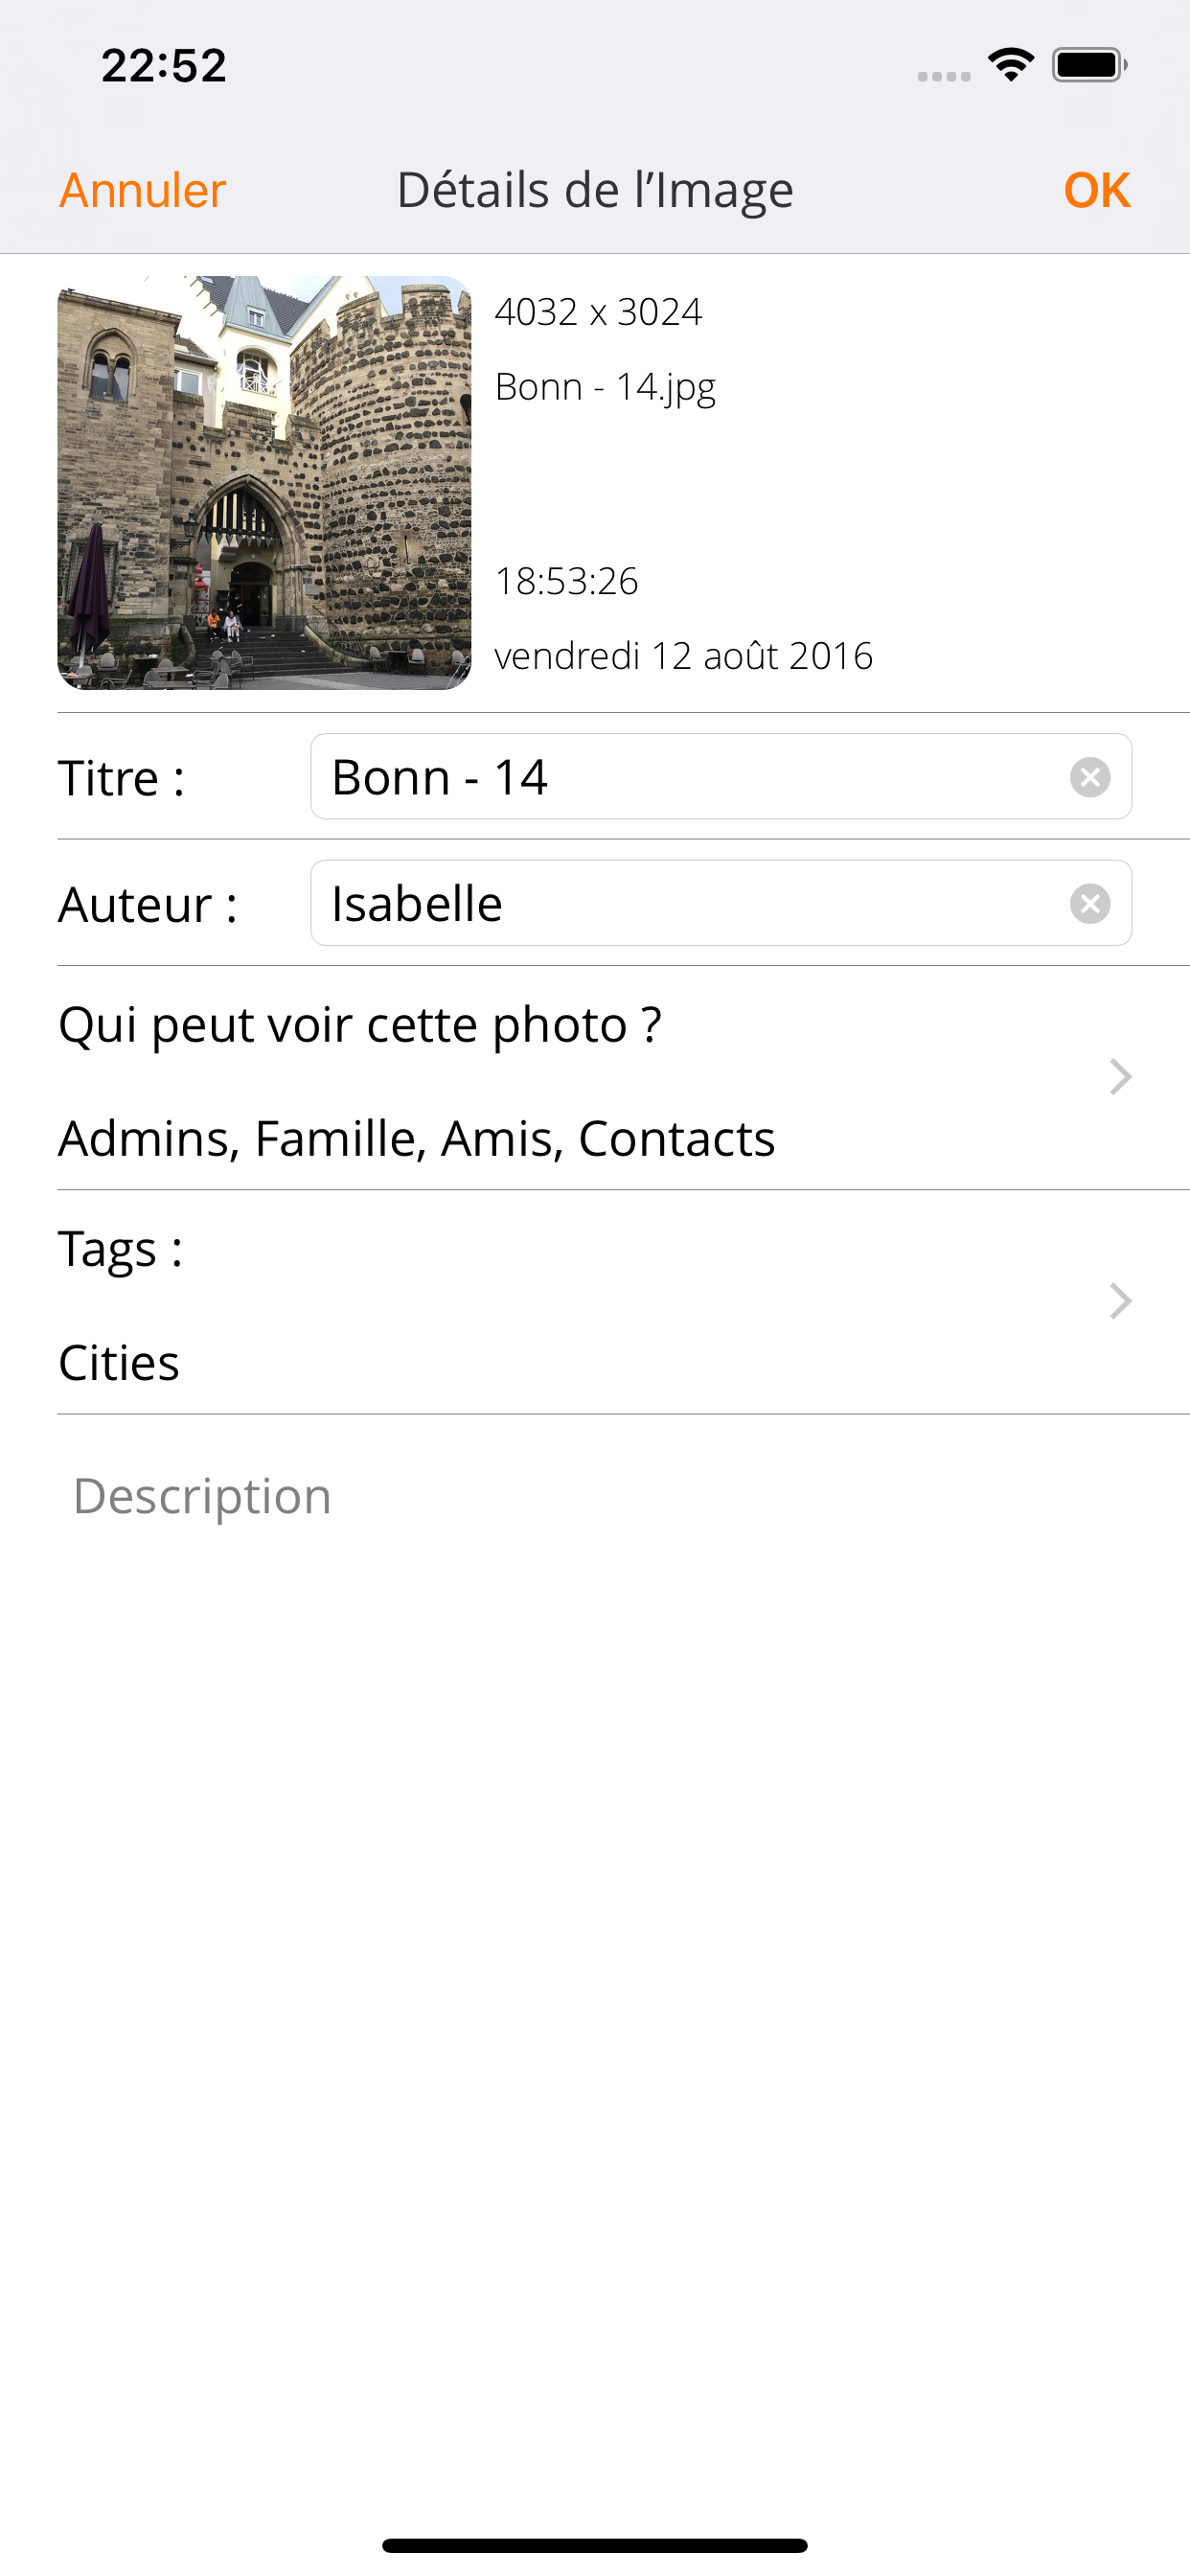 22:52
Annuler Détails de l’Image OK
4032 x 3024
Bonn - 14.jpg
18:53:26
vendredi 12 août 2016
Titre : Bonn - 14
Auteur : Isabelle
Qui peut voir cette photo ?
Admins, Famille, Amis, Contacts
Tags :
Cities
Description